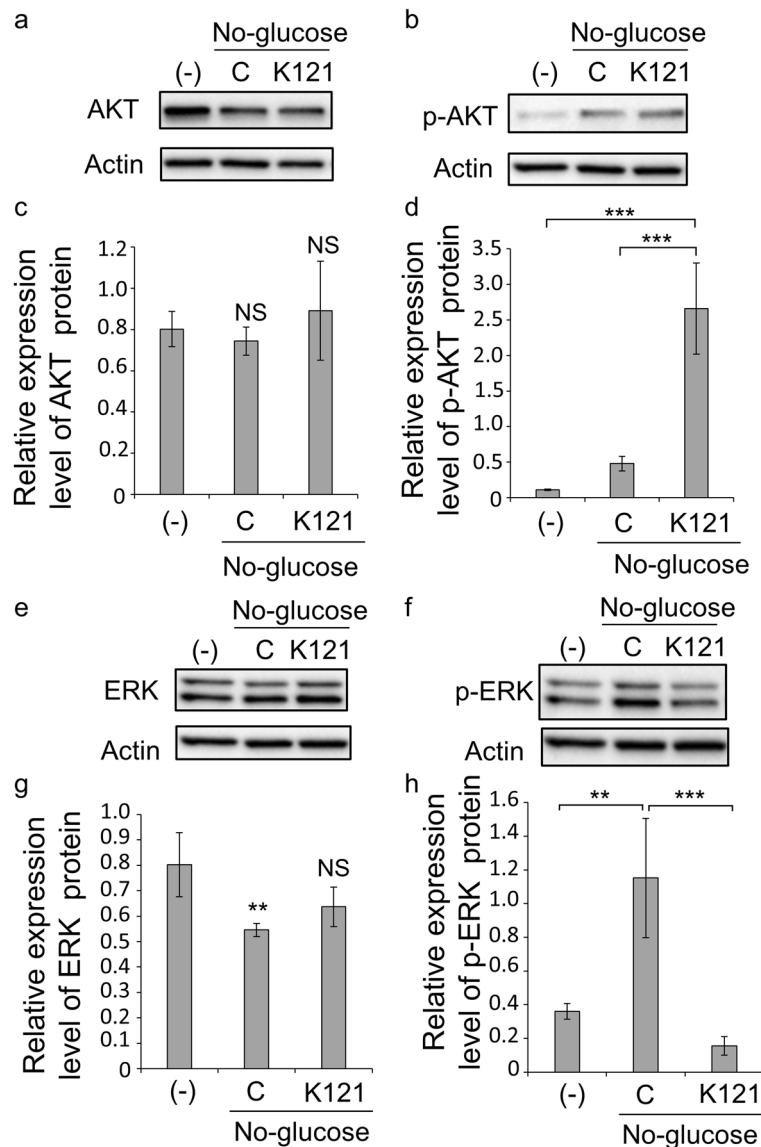 a
No-glucose
(-) C K121
AKT
Actin
b
No-glucose
(-) C K121
p-AKT
Actin
c
Relative expression
level of AKT protein
1.2
1.0
0.8
0.6
0.4
0.2
0
NS
NS
(-) C K121
No-glucose
d
Relative expression
level of p-AKT protein
3.5
3.0
2.5
2.0
1.5
1.0
0.5
0
***
***
(-) C K121
No-glucose
e
No-glucose
(-) C K121
ERK
Actin
f
No-glucose
(-) C K121
p-ERK
Actin
g
Relative expression
level of ERK protein
1.0
0.9
0.8
0.7
0.6
0.5
0.4
0.3
0.2
0.1
0
**
NS
(-) C K121
No-glucose
h
Relative expression
level of p-ERK protein
1.6
1.4
1.2
1.0
0.8
0.6
0.4
0.2
0
** ***
(-) C K121
No-glucose